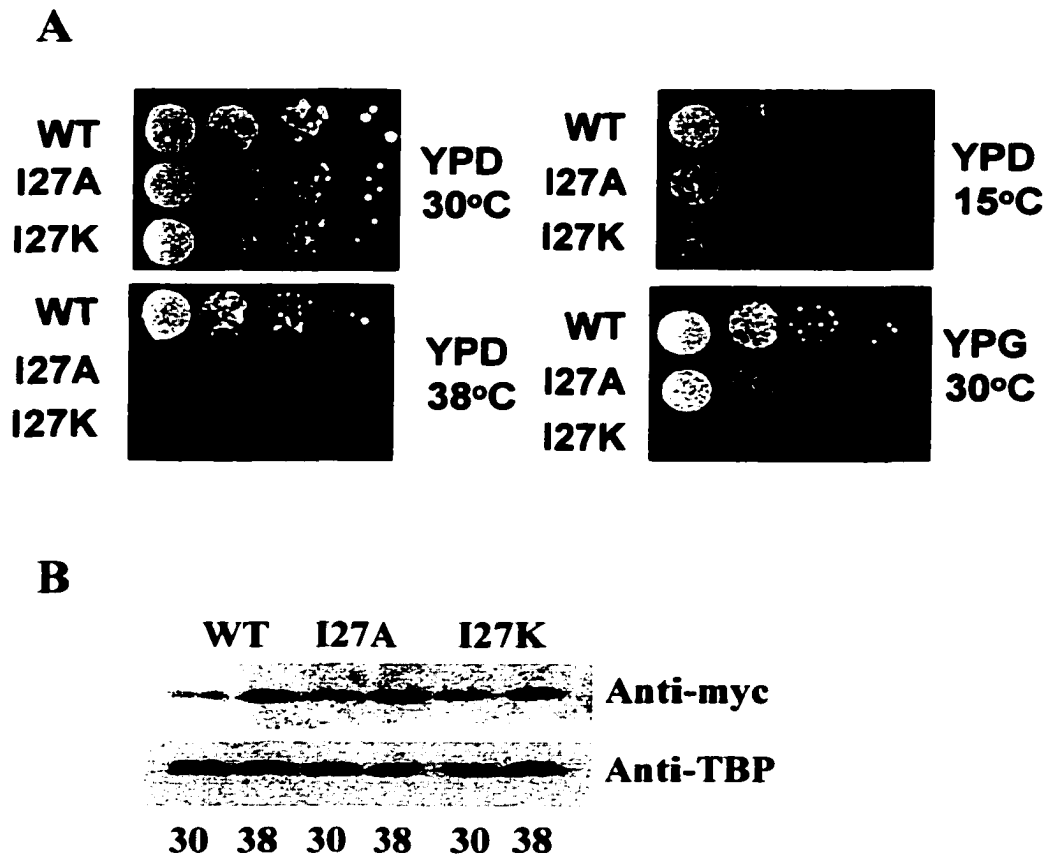 A
WT
I27A
I27K
YPD
30°C
WT
I27A
I27K
YPD
15°C
WT
I27A
I27K
YPD
38°C
WT
I27A
I27K
YPG
30°C
B
WT I27A I27K
Anti-myc
Anti-TBP
30 38 30 38 30 38